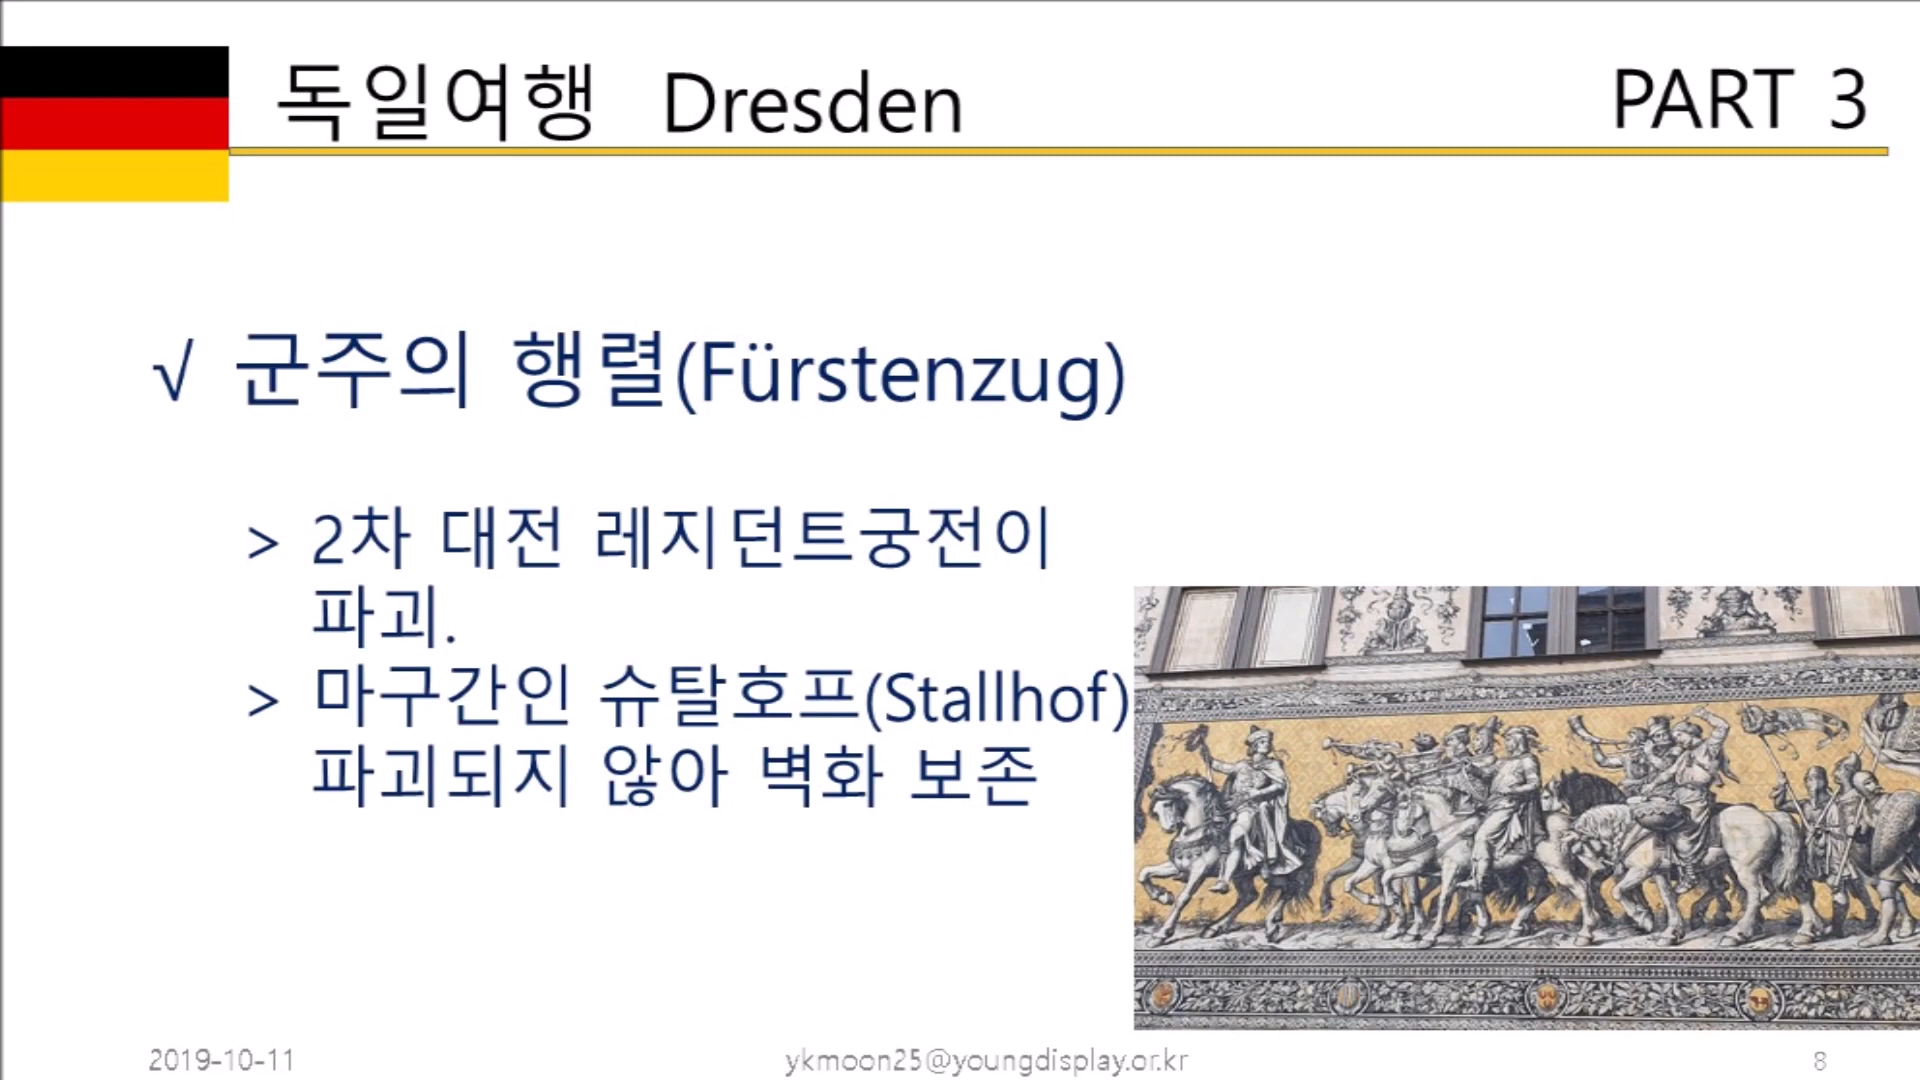 독일여행 Dresden
PART 3
√ 군주의 행렬(Fürstenzug)
> 2차 대전 레지던트궁전이
파괴.
> 마구간인 슈탈호프(Stallhof)
파괴되지 않아 벽화 보존
2019-10-11
ykmoon25@youngdisplay.or.kr
8